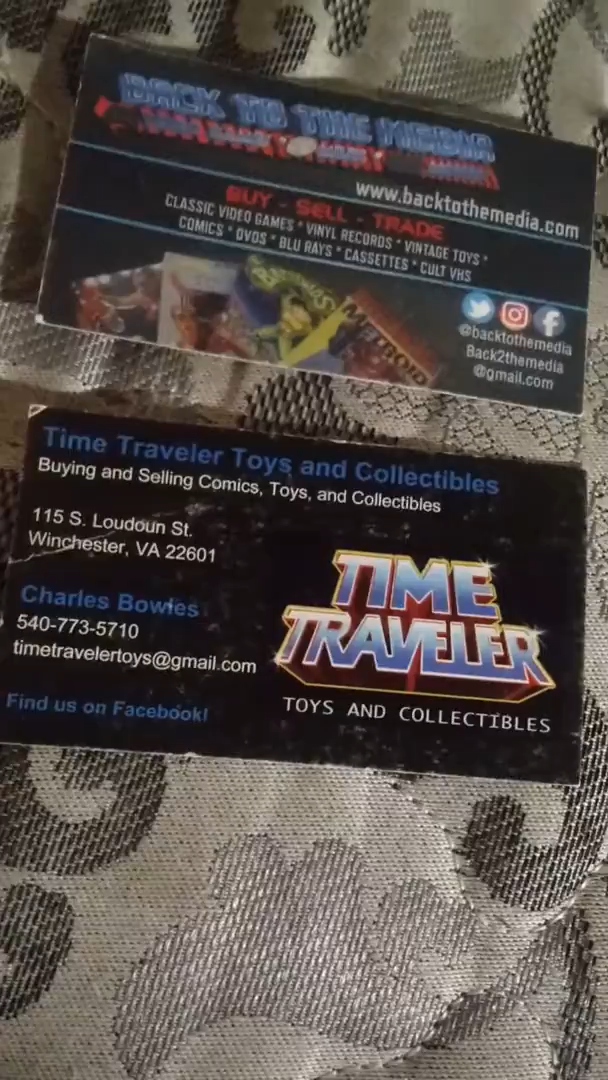 BACK TO THE MEDIA
www.backtothemedia.com
BUY - SELL - TRADE
CLASSIC VIDEO GAMES * VINYL RECORDS * VINTAGE TOYS *
COMICS * DVDS * BLU RAYS * CASSETTES * CULT VHS
METROID
@backtothemedia
Back2themedia
@gmail.com
Time Traveler Toys and Collectibles
Buying and Selling Comics, Toys, and Collectibles
115 S. Loudoun St.
Winchester, VA 22601
Charles Bowles
540-773-5710
timetravelertoys@gmail.com
Find us on Facebook!
TIME
TRAVELER
TOYS AND COLLECTIBLES